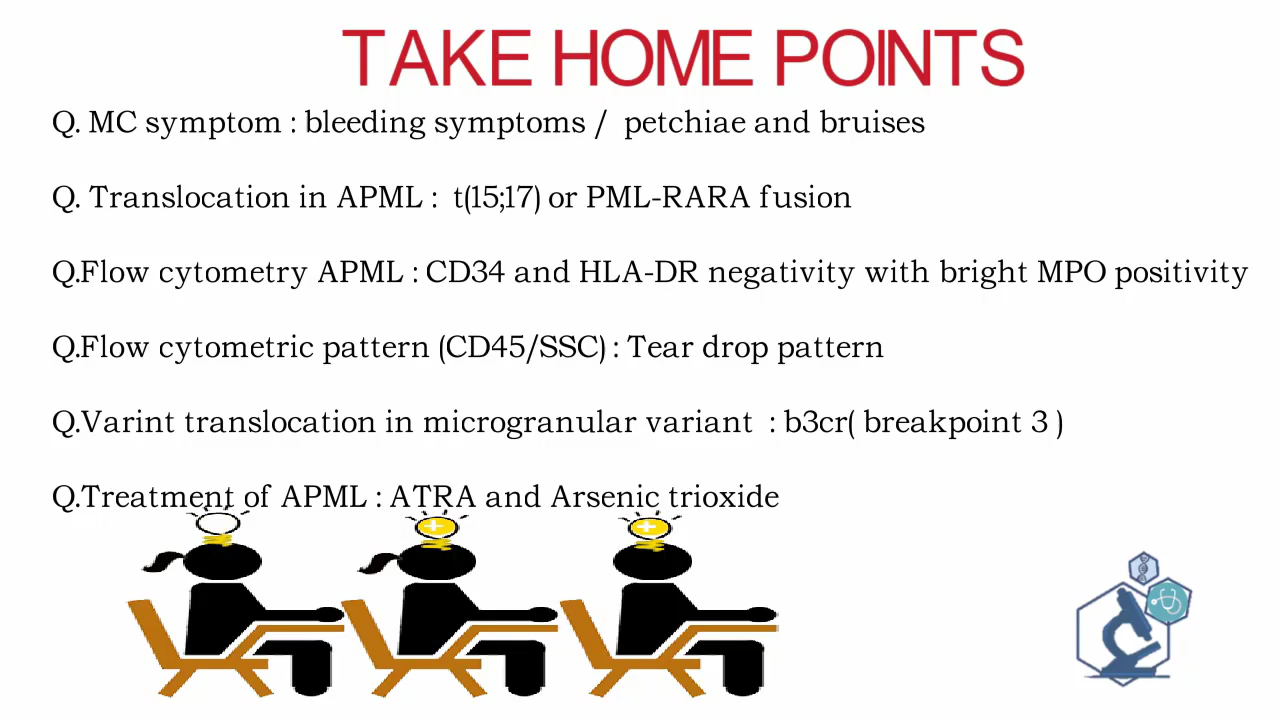 TAKE HOME POINTS
Q. MC symptom : bleeding symptoms / petchiae and bruises
Q. Translocation in APML : t(15;17) or PML-RARA fusion
Q.Flow cytometry APML : CD34 and HLA-DR negativity with bright MPO positivity
Q.Flow cytometric pattern (CD45/SSC) : Tear drop pattern
Q.Varint translocation in microgranular variant : b3cr( breakpoint 3 )
Q.Treatment of APML : ATRA and Arsenic trioxide